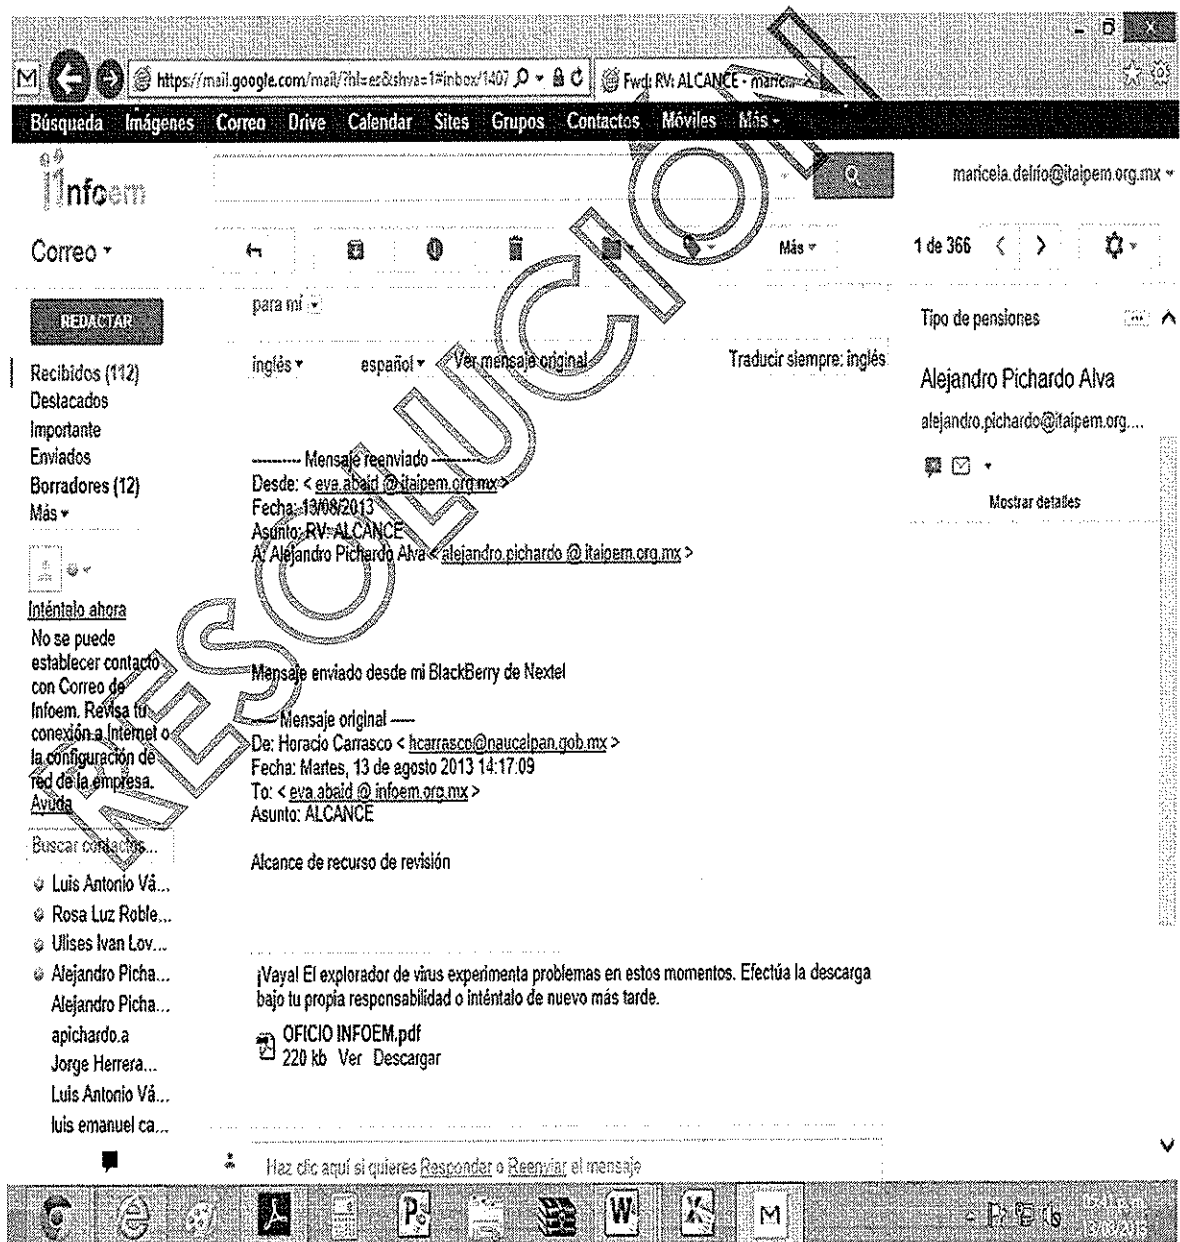 https://mail.google.com/mail/?hl=es&shva=1#inbox/1407
Fwd: RV: ALCANCE - marice...
Búsqueda Imágenes Correo Drive Calendar Sites Grupos Contactos Móviles Más
infoem
maricela.delrio@itaipem.org.mx
Correo
Más
1 de 366
REDACTAR
Recibidos (112)
Destacados
Importante
Enviados
Borradores (12)
Más
Inténtalo ahora
No se puede
establecer contacto
con Correo de
Infoem. Revisa tu
conexión a Internet o
la configuración de
red de la empresa.
Ayuda
Buscar contactos...
Luis Antonio Vá...
Rosa Luz Roble...
Ulises Ivan Lov...
Alejandro Picha...
Alejandro Picha...
apichardo.a
Jorge Herrera...
Luis Antonio Vá...
luis emanuel ca...
para mí
inglés español Ver mensaje original Traducir siempre: inglés
---------- Mensaje reenviado ----------
Desde: < eva.abaid @ itaipem.org.mx >
Fecha: 13/08/2013
Asunto: RV: ALCANCE
A: Alejandro Pichardo Alva < alejandro.pichardo @ itaipem.org.mx >
Mensaje enviado desde mi BlackBerry de Nextel
----- Mensaje original -----
De: Horacio Carrasco < hcarrasco@naucalpan.gob.mx >
Fecha: Martes, 13 de agosto 2013 14:17:09
To: < eva.abaid @ infoem.org.mx >
Asunto: ALCANCE
Alcance de recurso de revisión
¡Vaya! El explorador de virus experimenta problemas en estos momentos. Efectúa la descarga
bajo tu propia responsabilidad o inténtalo de nuevo más tarde.
OFICIO INFOEM.pdf
220 kb Ver Descargar
Haz clic aquí si quieres Responder o Reenviar el mensaje
Tipo de pensiones
Alejandro Pichardo Alva
alejandro.pichardo@itaipem.org....
Mostrar detalles
RESOLUCIÓN